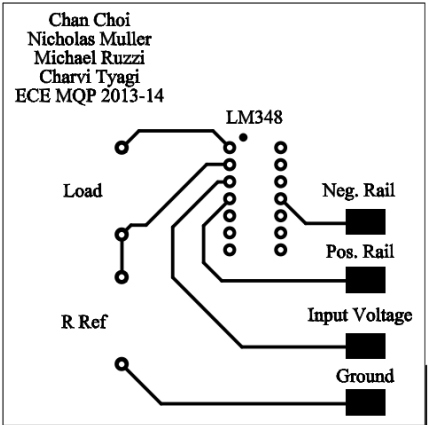 Chan Choi
Nicholas Muller
Michael Ruzzi
Charvi Tyagi
ECE MQP 2013-14
LM348
Load
Neg. Rail
Pos. Rail
R Ref
Input Voltage
Ground